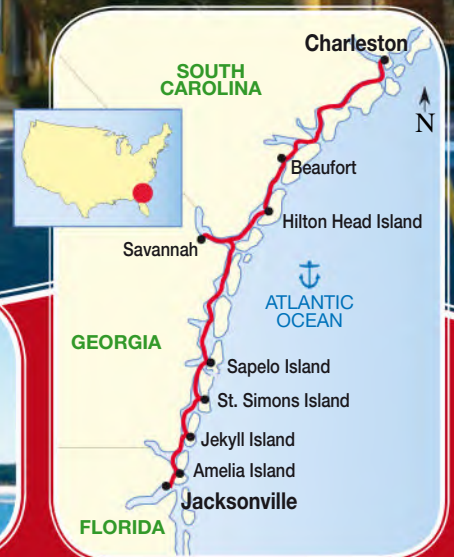 Charleston
SOUTH
CAROLINA
N
Beaufort
Hilton Head Island
Savannah
ATLANTIC
OCEAN
GEORGIA
Sapelo Island
St. Simons Island
Jekyll Island
Amelia Island
Jacksonville
FLORIDA